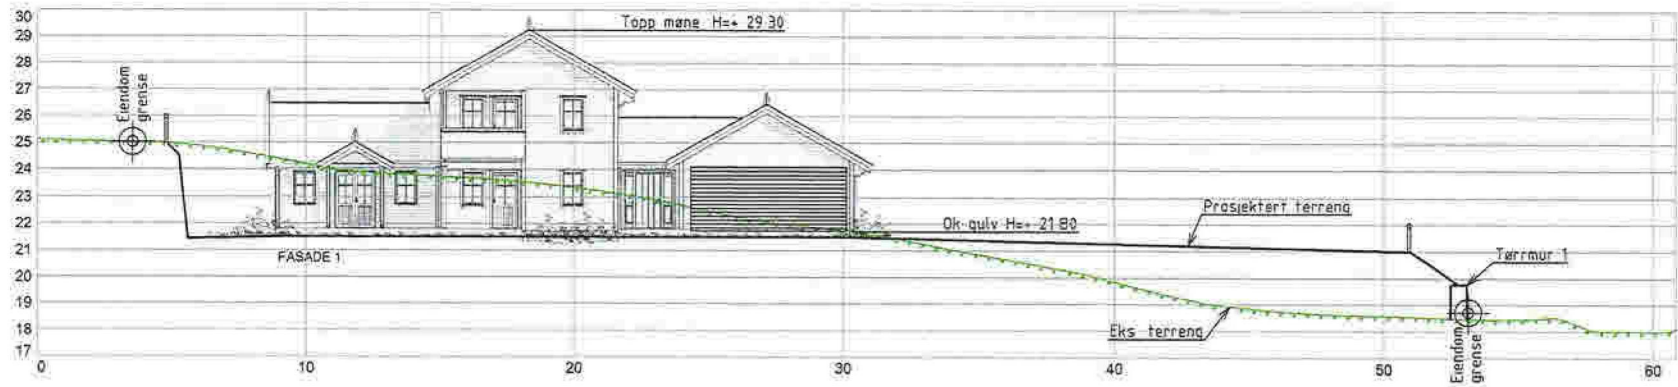 30
29
28
27
26
25
24
23
22
21
20
19
18
17
Eiendom
grense
Topp møne H=+ 29.30
Prosjektert terreng
Ok gulv H=+ 21.80
FASADE 1
Tørrmur 1
Eks terreng
Eiendom
grense
0 10 20 30 40 50 60